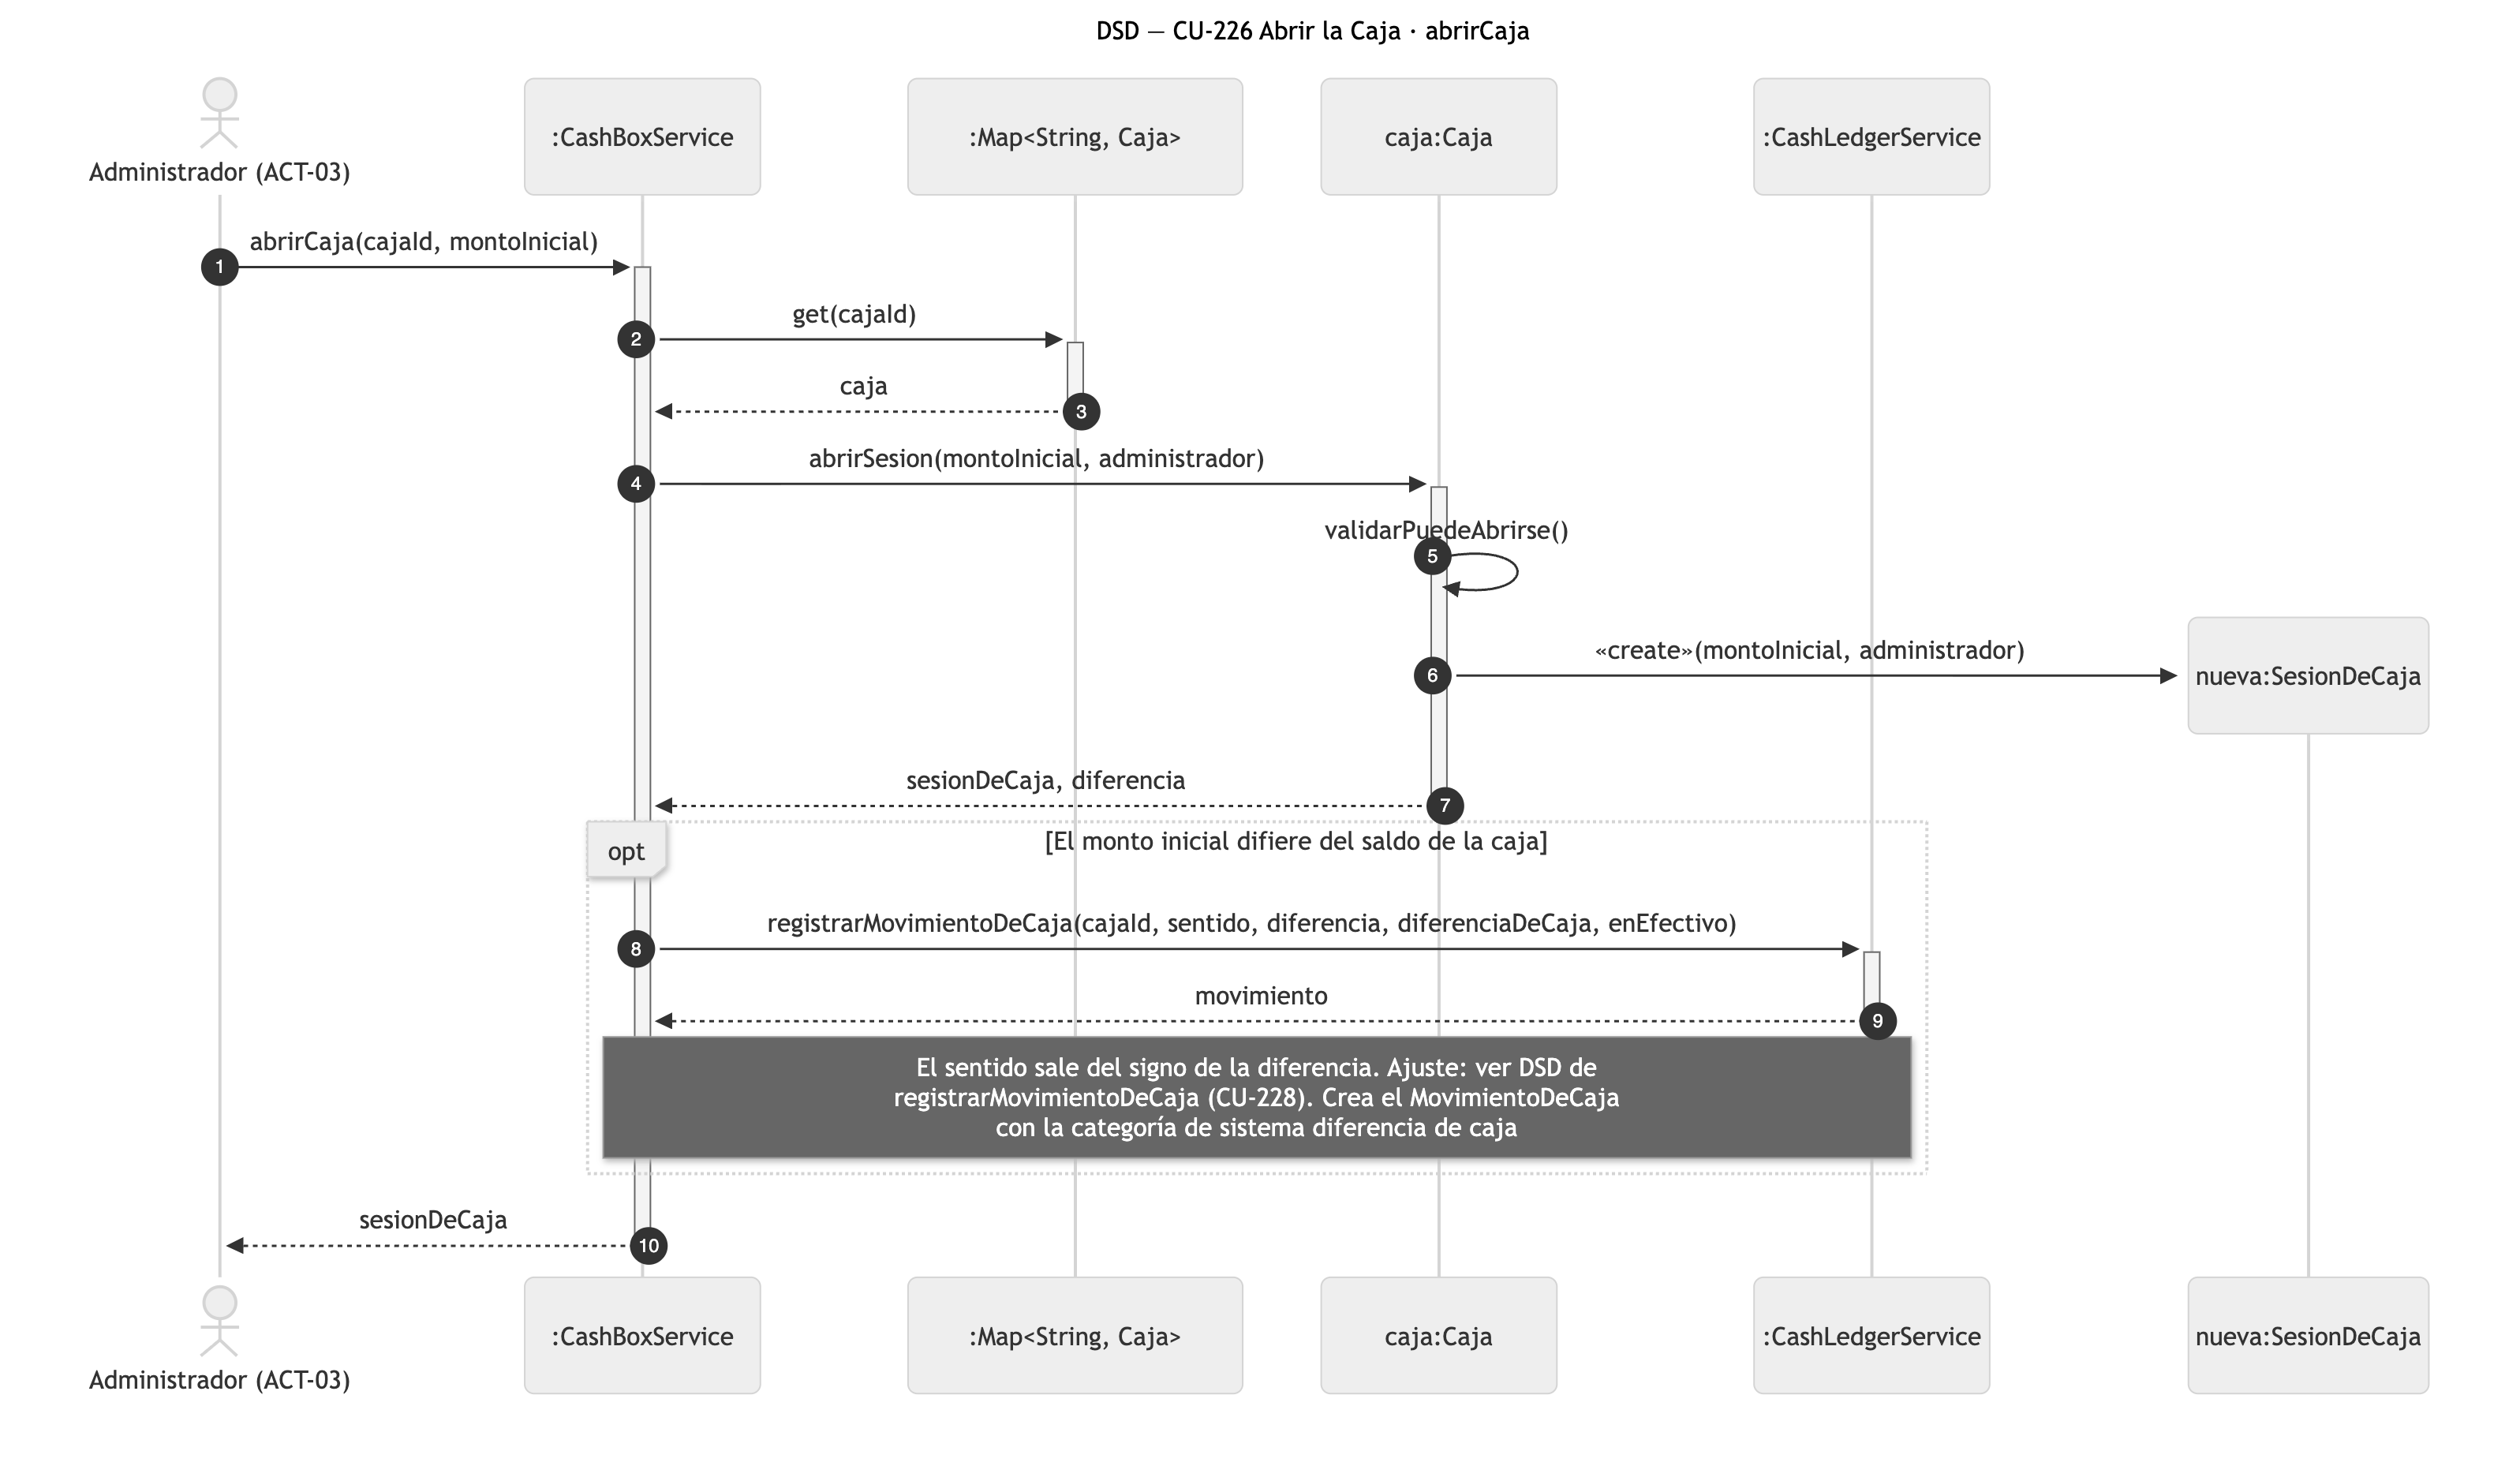 DSD — CU-226 Abrir la Caja · abrirCaja
Administrador (ACT-03)
:CashBoxService
:Map<String, Caja>
caja:Caja
:CashLedgerService
abrirCaja(cajaId, montoInicial)
1
get(cajaId)
2
caja
3
abrirSesion(montoInicial, administrador)
4
validarPuedeAbrirse()
5
«create»(montoInicial, administrador)
6
nueva:SesionDeCaja
sesionDeCaja, diferencia
7
opt
[El monto inicial difiere del saldo de la caja]
registrarMovimientoDeCaja(cajaId, sentido, diferencia, diferenciaDeCaja, enEfectivo)
8
movimiento
9
El sentido sale del signo de la diferencia. Ajuste: ver DSD de
registrarMovimientoDeCaja (CU-228). Crea el MovimientoDeCaja
con la categoría de sistema diferencia de caja
sesionDeCaja
10
Administrador (ACT-03)
:CashBoxService
:Map<String, Caja>
caja:Caja
:CashLedgerService
nueva:SesionDeCaja